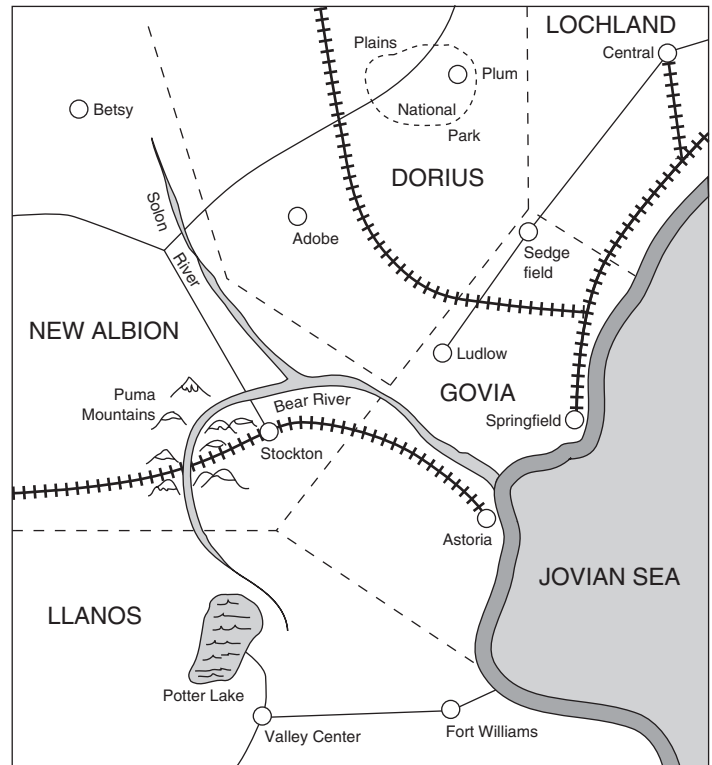 LOCHLAND
Plains
Central
Plum
Betsy
National
Park
DORIUS
Solon
Adobe
River
Sedge
field
NEW ALBION
Ludlow
Puma
Mountains
GOVIA
Bear River
Springfield
Stockton
Astoria
JOVIAN SEA
LLANOS
Potter Lake
Valley Center
Fort Williams